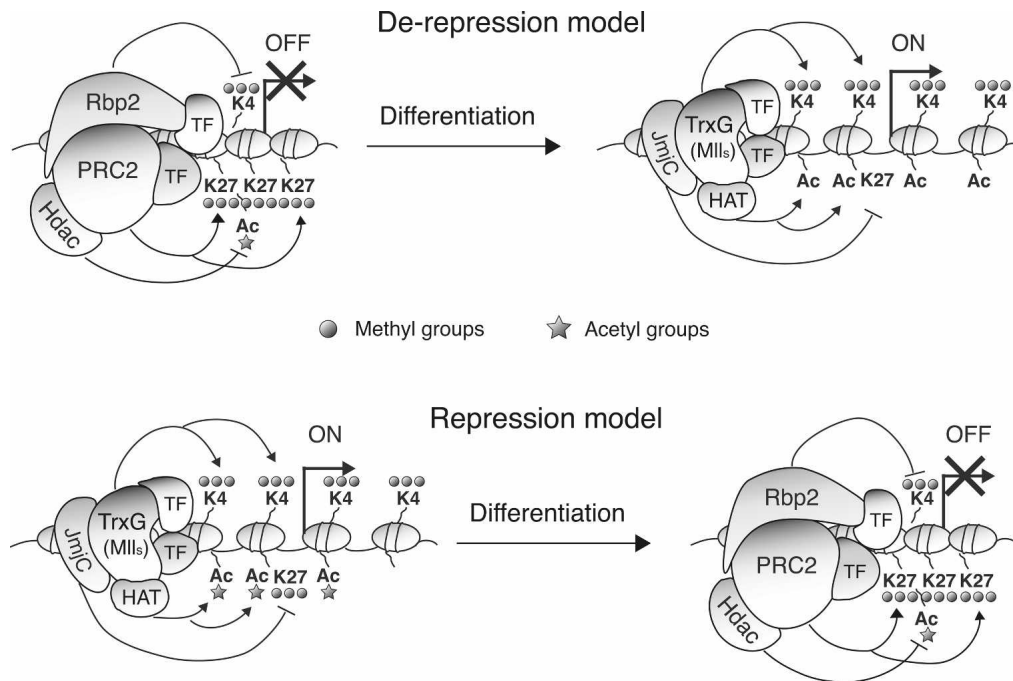 De-repression model
OFF
Rbp2
K4
TF
PRC2
TF
K27 K27 K27
Hdac
Ac
Differentiation
ON
K4 K4 K4 K4
JmjC
TrxG
(Mlls)
TF
TF
HAT
Ac Ac K27 Ac Ac
Methyl groups
Acetyl groups
Repression model
ON
K4 K4 K4 K4
JmjC
TrxG
(Mlls)
TF
TF
HAT
Ac Ac K27 Ac
Differentiation
OFF
Rbp2
K4
TF
PRC2
TF
K27 K27 K27
Hdac
Ac